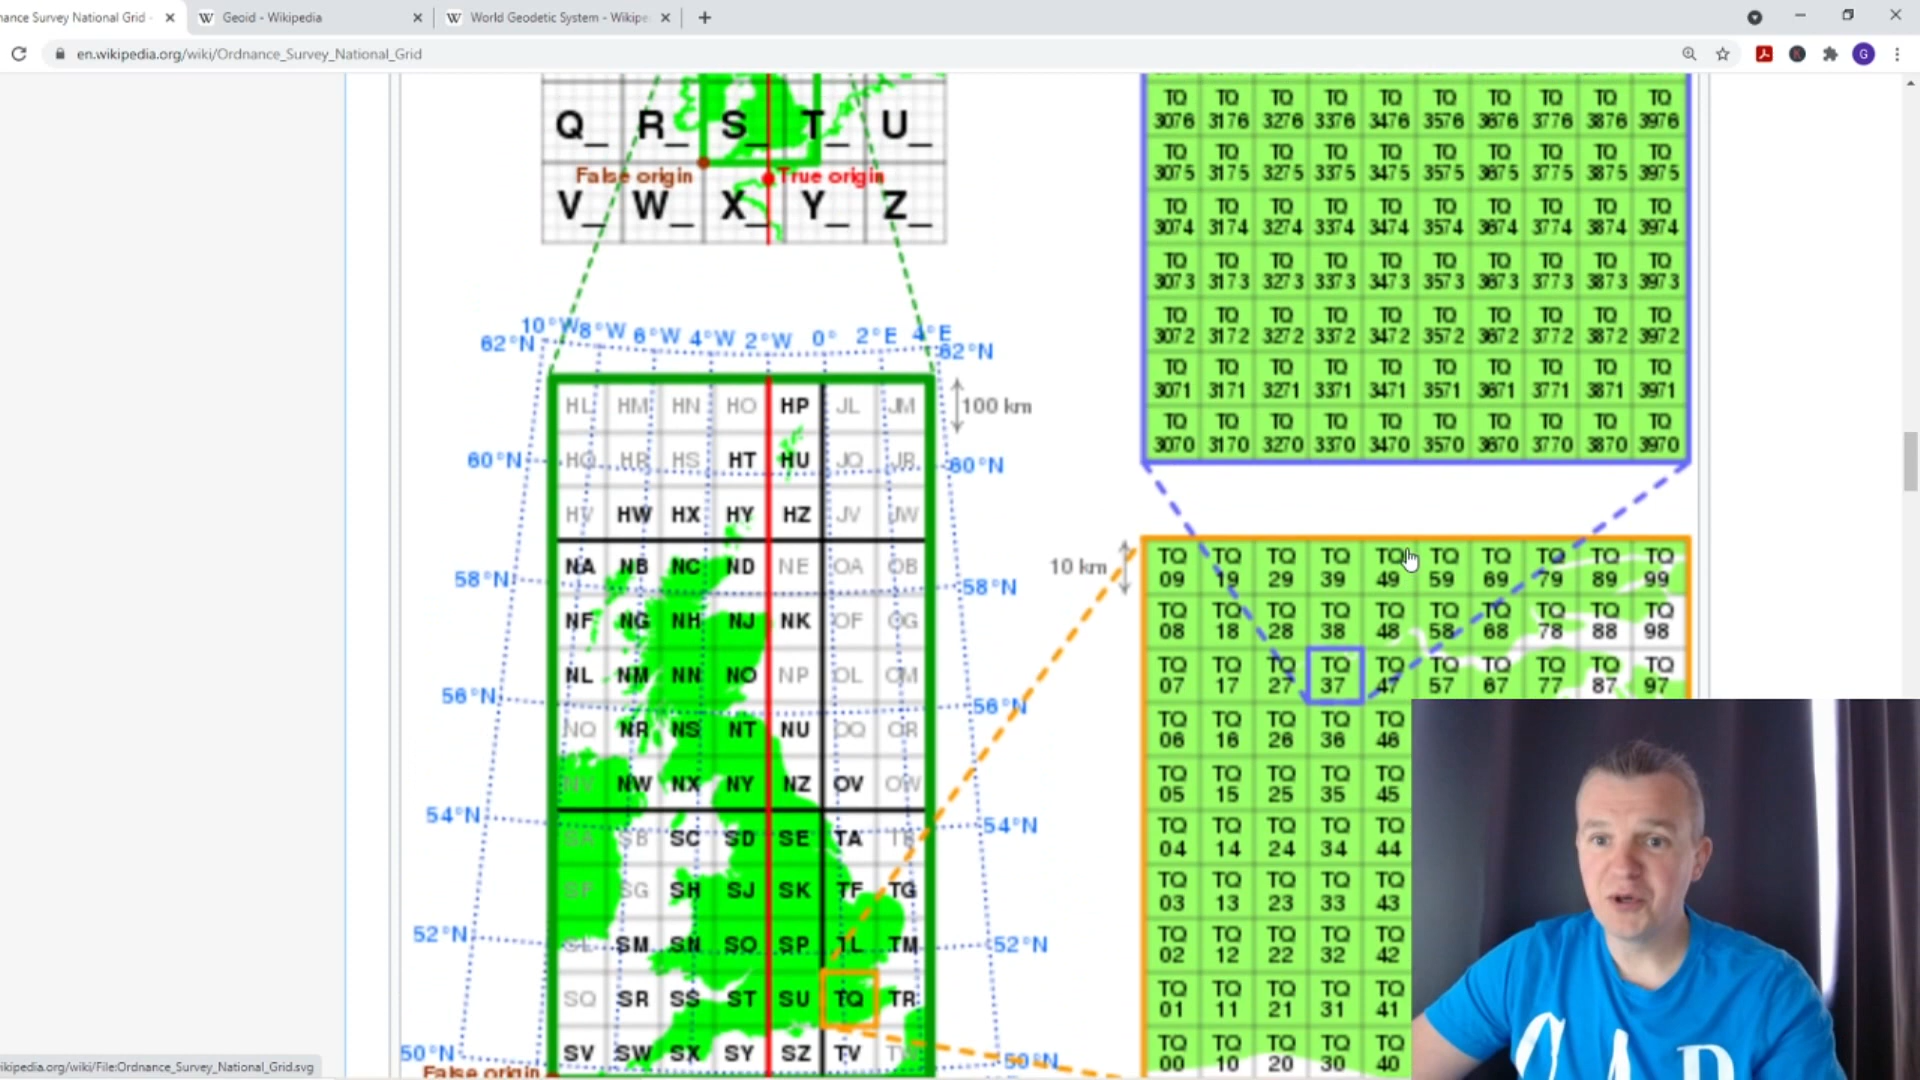 nance Survey National Grid -
Geoid - Wikipedia
World Geodetic System - Wikipe
en.wikipedia.org/wiki/Ordnance_Survey_National_Grid
G
Q_ R_ S_ T_ U_
False origin
True origin
V_ W_ X_ Y_ Z_
10°W 8°W 6°W 4°W 2°W 0° 2°E 4°E
62°N 62°N
HL HM HN HO HP JL JM
100 km
60°N HQ HR HS HT HU JQ JR 60°N
HV HW HX HY HZ JV JW
NA NB NC ND NE OA OB
58°N 58°N
NF NG NH NJ NK OF OG
NL NM NN NO NP OL OM
56°N 56°N
NQ NR NS NT NU OQ OR
NV NW NX NY NZ OV OW
54°N 54°N
SA SB SC SD SE TA TB
SF SG SH SJ SK TF TG
52°N SL SM SN SO SP TL TM 52°N
SQ SR SS ST SU TQ TR
50°N SV SW SX SY SZ TV 50°N
False origin
TQ TQ TQ TQ TQ TQ TQ TQ TQ TQ
3076 3176 3276 3376 3476 3576 3676 3776 3876 3976
TQ TQ TQ TQ TQ TQ TQ TQ TQ TQ
3075 3175 3275 3375 3475 3575 3675 3775 3875 3975
TQ TQ TQ TQ TQ TQ TQ TQ TQ TQ
3074 3174 3274 3374 3474 3574 3674 3774 3874 3974
TQ TQ TQ TQ TQ TQ TQ TQ TQ TQ
3073 3173 3273 3373 3473 3573 3673 3773 3873 3973
TQ TQ TQ TQ TQ TQ TQ TQ TQ TQ
3072 3172 3272 3372 3472 3572 3672 3772 3872 3972
TQ TQ TQ TQ TQ TQ TQ TQ TQ TQ
3071 3171 3271 3371 3471 3571 3671 3771 3871 3971
TQ TQ TQ TQ TQ TQ TQ TQ TQ TQ
3070 3170 3270 3370 3470 3570 3670 3770 3870 3970
10 km
TQ TQ TQ TQ TQ TQ TQ TQ TQ TQ
09 19 29 39 49 59 69 79 89 99
TQ TQ TQ TQ TQ TQ TQ TQ TQ TQ
08 18 28 38 48 58 68 78 88 98
TQ TQ TQ TQ TQ TQ TQ TQ TQ TQ
07 17 27 37 47 57 67 77 87 97
TQ TQ TQ TQ TQ
06 16 26 36 46
TQ TQ TQ TQ TQ
05 15 25 35 45
TQ TQ TQ TQ TQ
04 14 24 34 44
TQ TQ TQ TQ TQ
03 13 23 33 43
TQ TQ TQ TQ TQ
02 12 22 32 42
TQ TQ TQ TQ TQ
01 11 21 31 41
TQ TQ TQ TQ TQ
00 10 20 30 40
ikipedia.org/wiki/File:Ordnance_Survey_National_Grid.svg